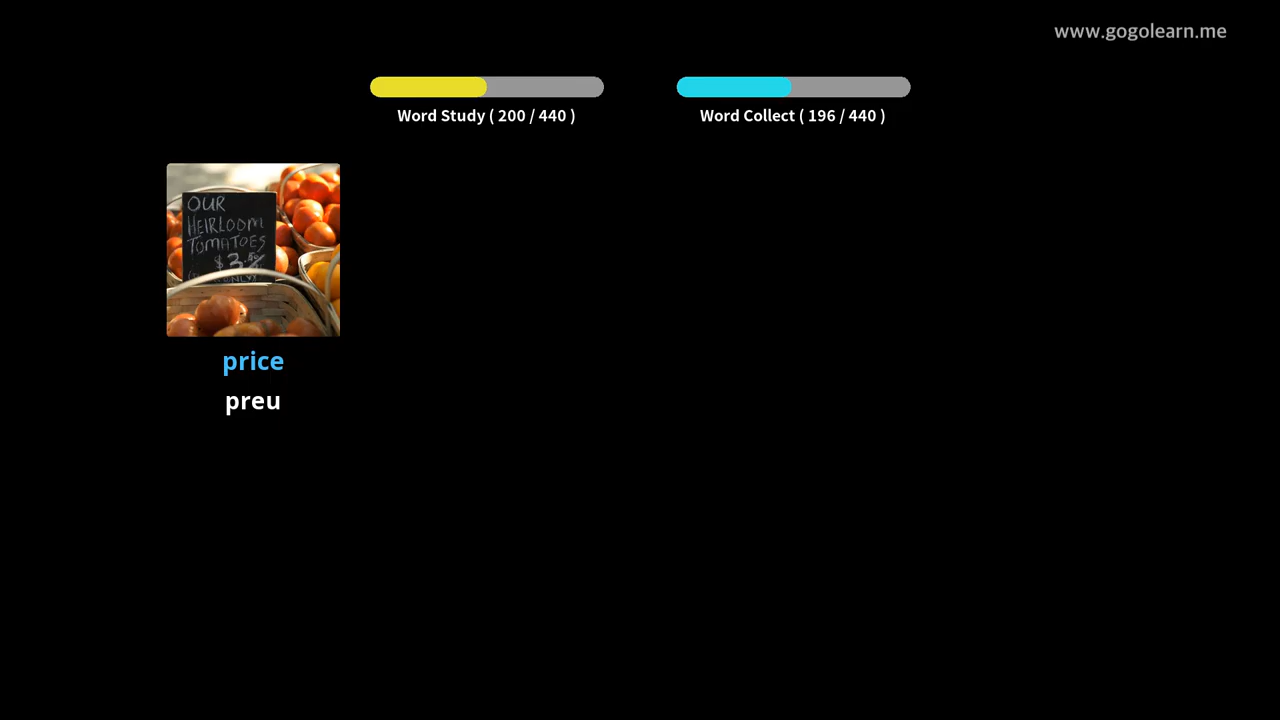 www.gogolearn.me
Word Study ( 200 / 440 )
Word Collect ( 196 / 440 )
OUR
HEIRLOOM
TOMATOES
price
preu